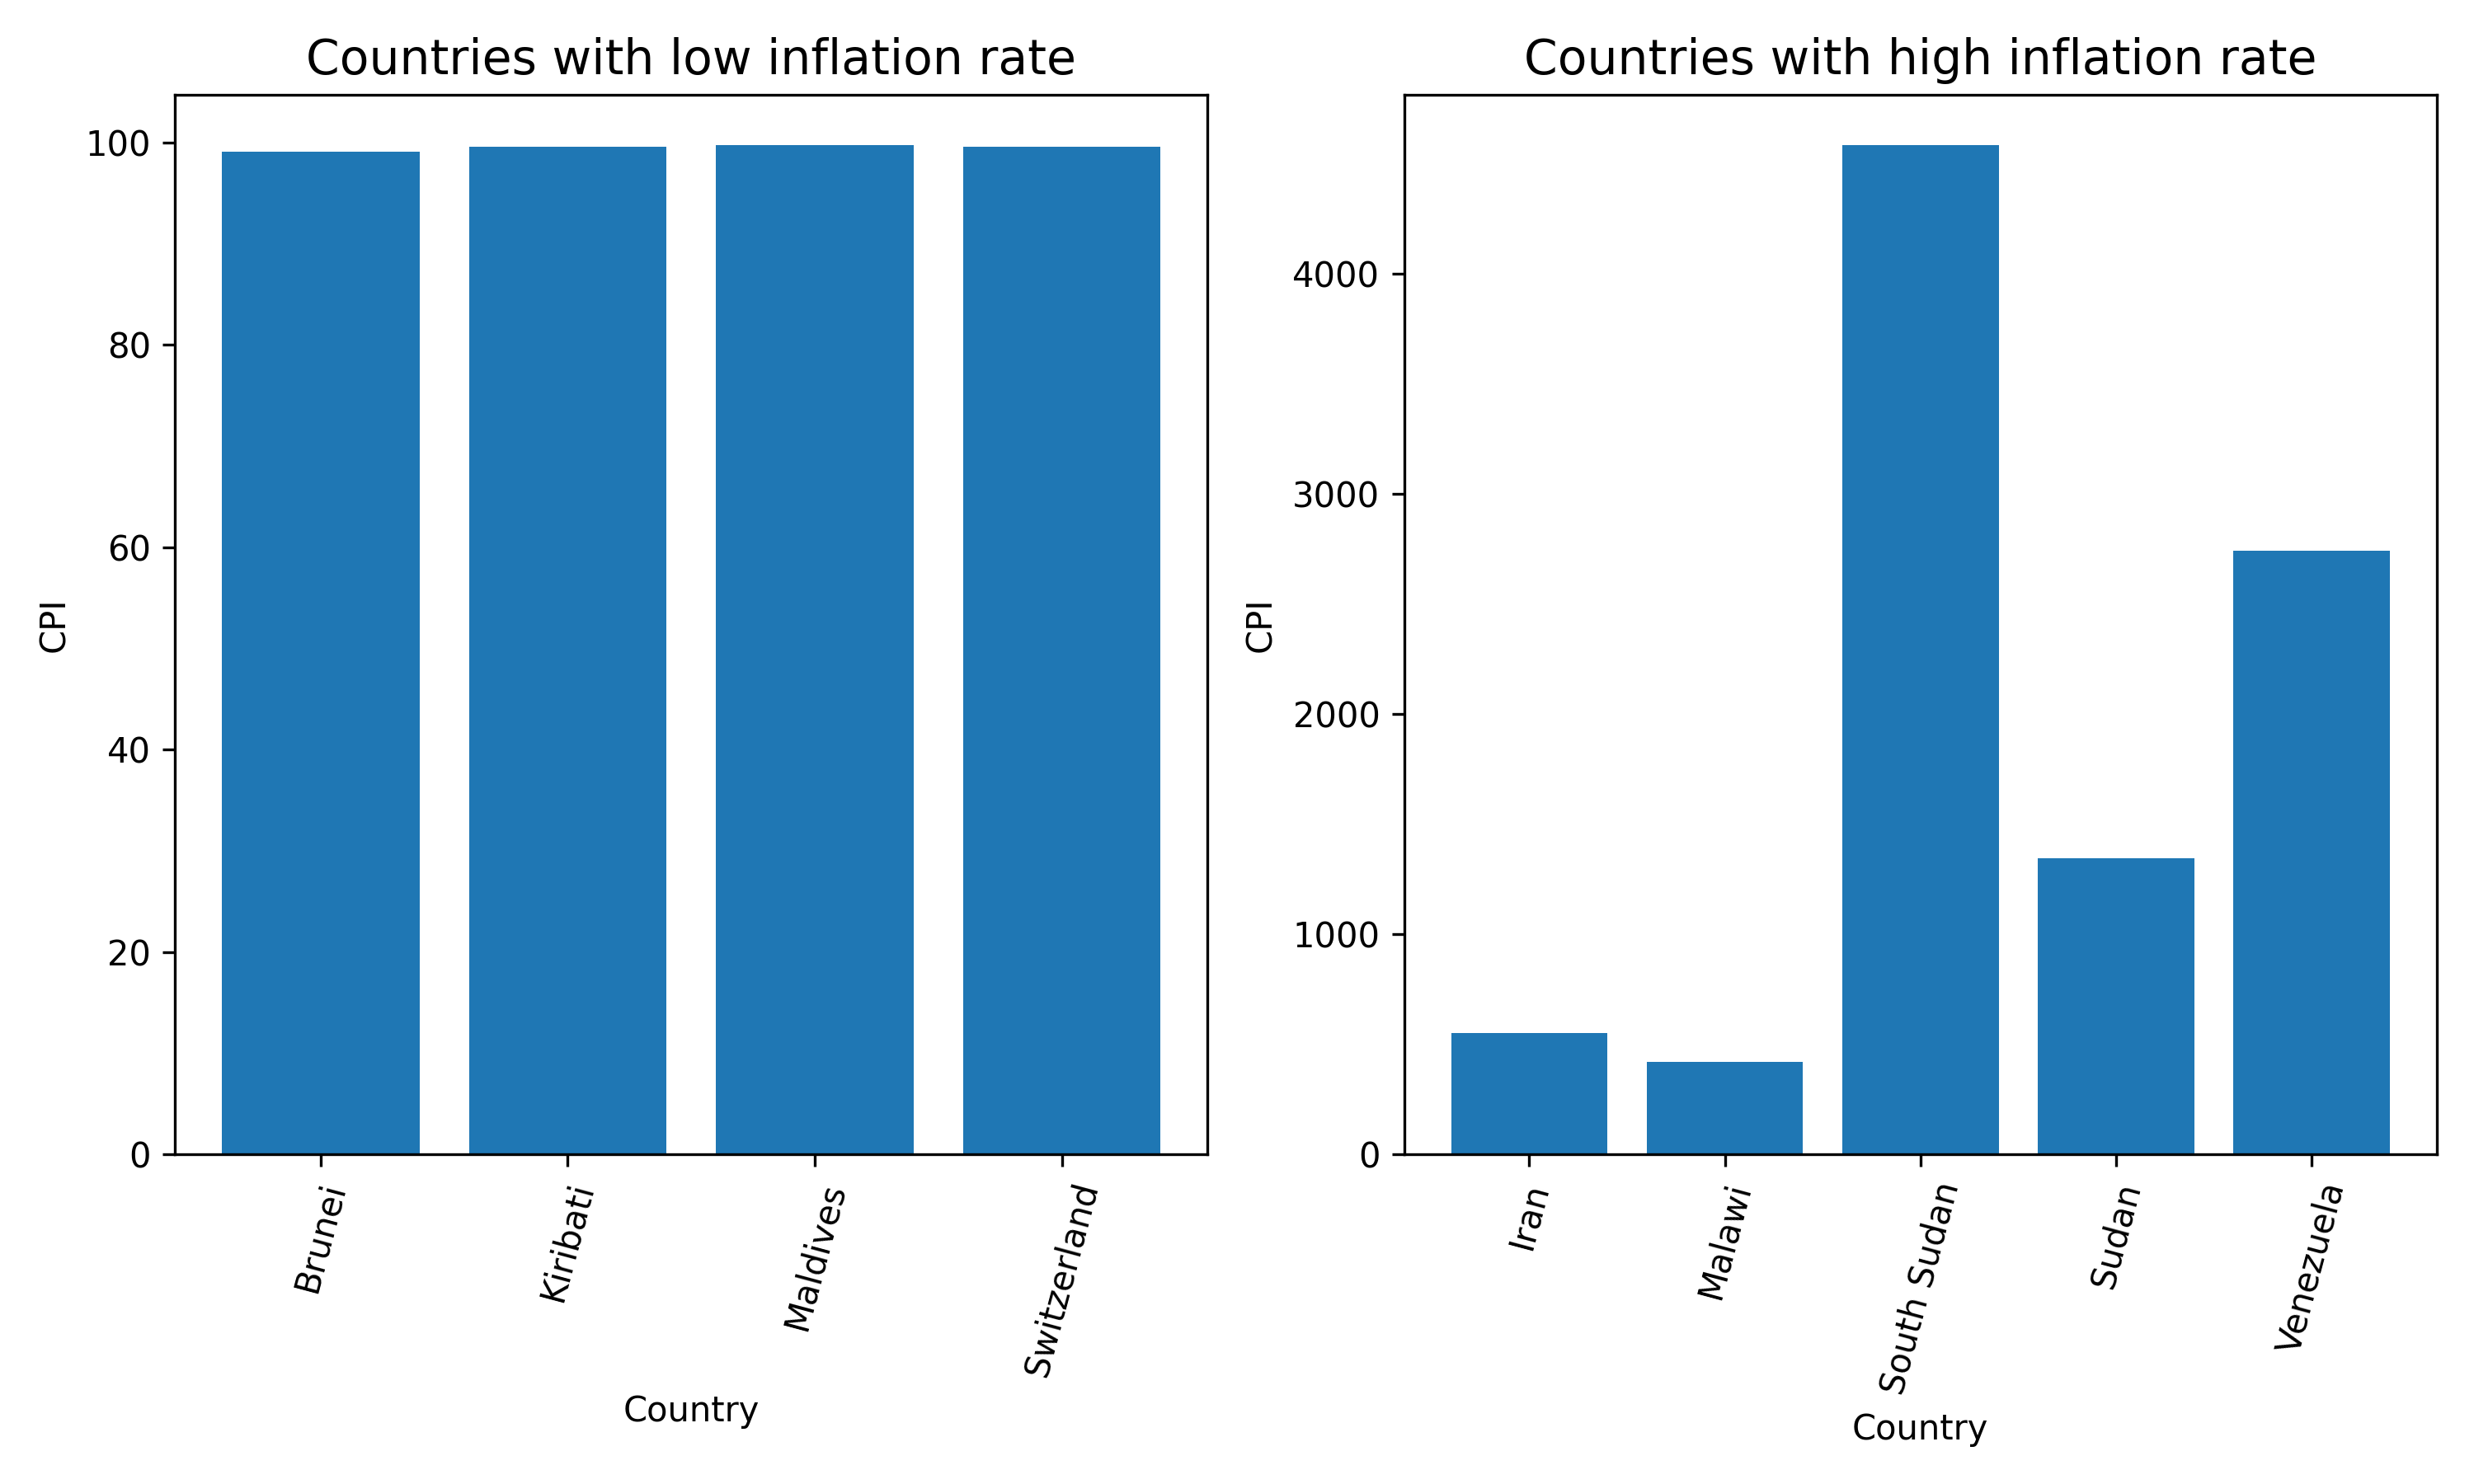 Countries with low inflation rate
CPI
100
80
60
40
20
0
Brunei
Kiribati
Maldives
Switzerland
Country
Countries with high inflation rate
CPI
4000
3000
2000
1000
0
Iran
Malawi
South Sudan
Sudan
Venezuela
Country